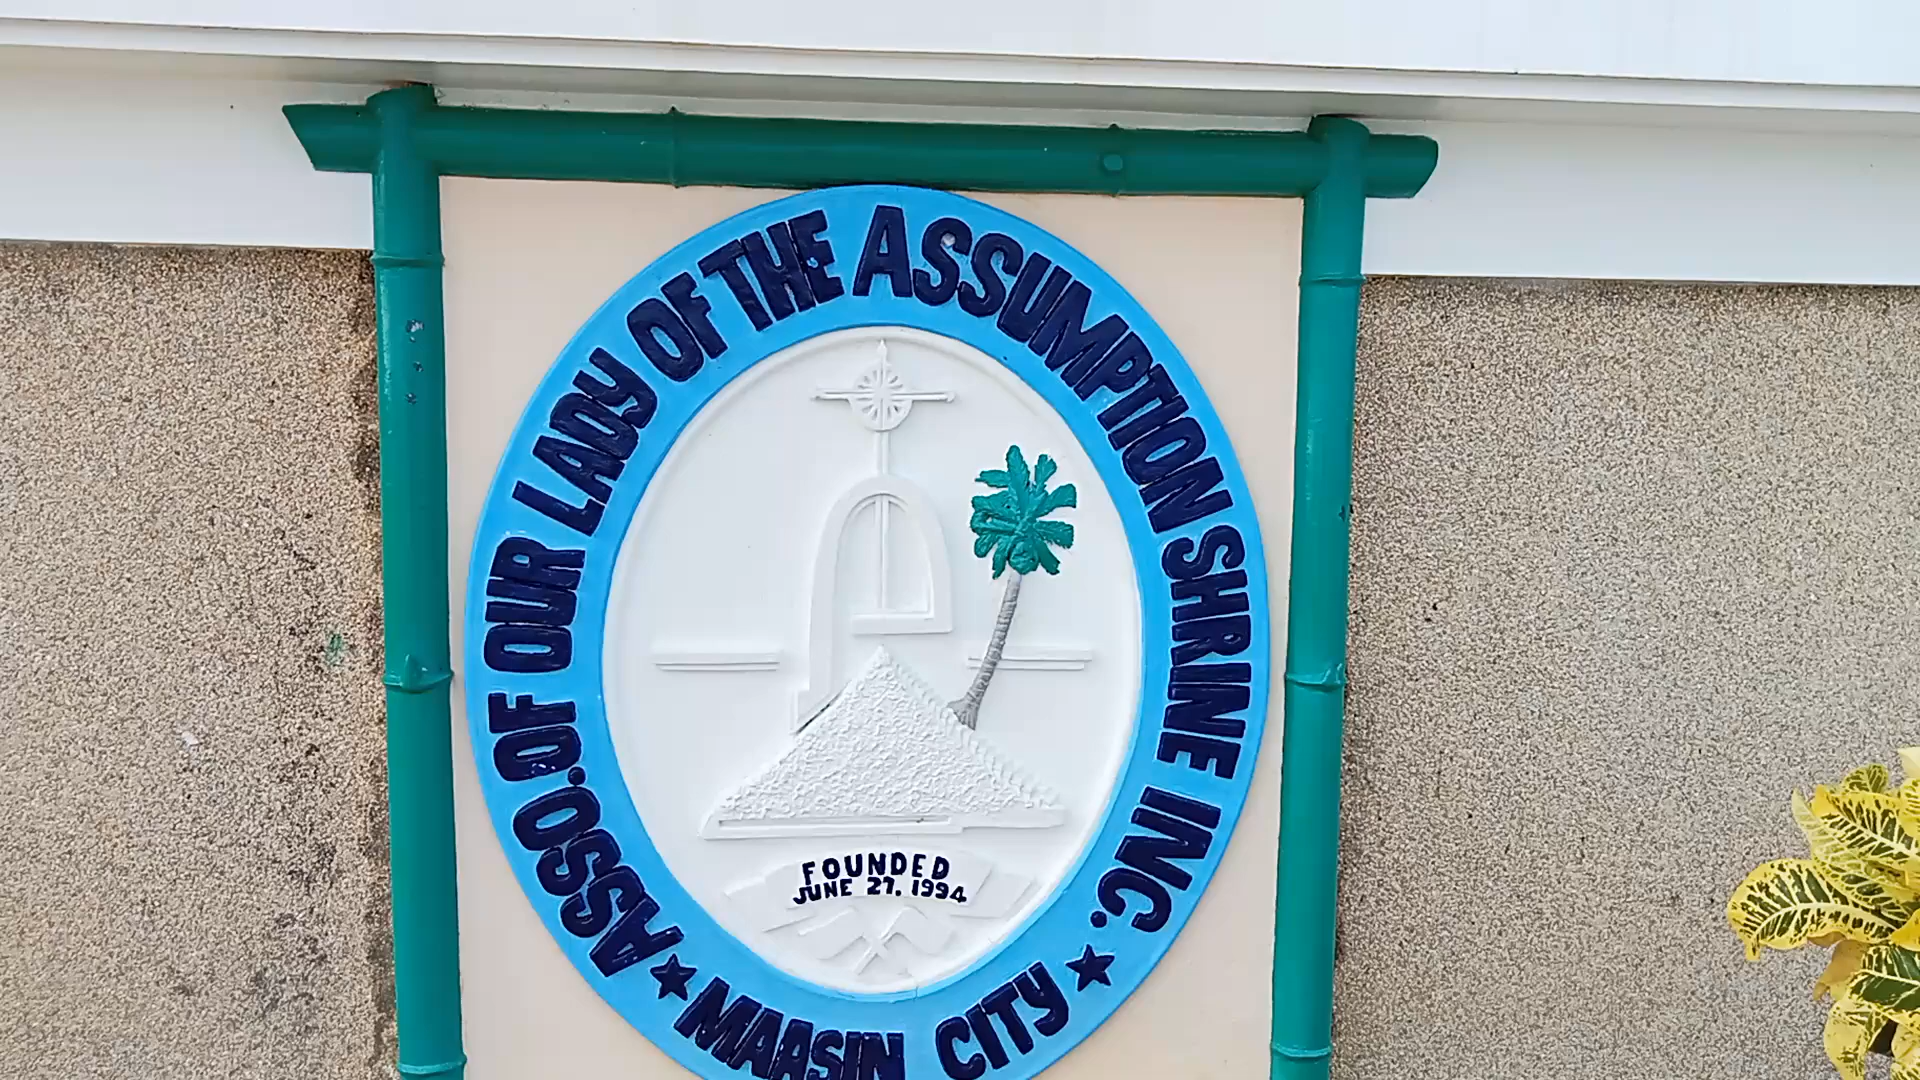 ASSO. OF OUR LADY OF THE ASSUMPTION SHRINE INC.
★ MAASIN CITY ★
FOUNDED
JUNE 27, 1994